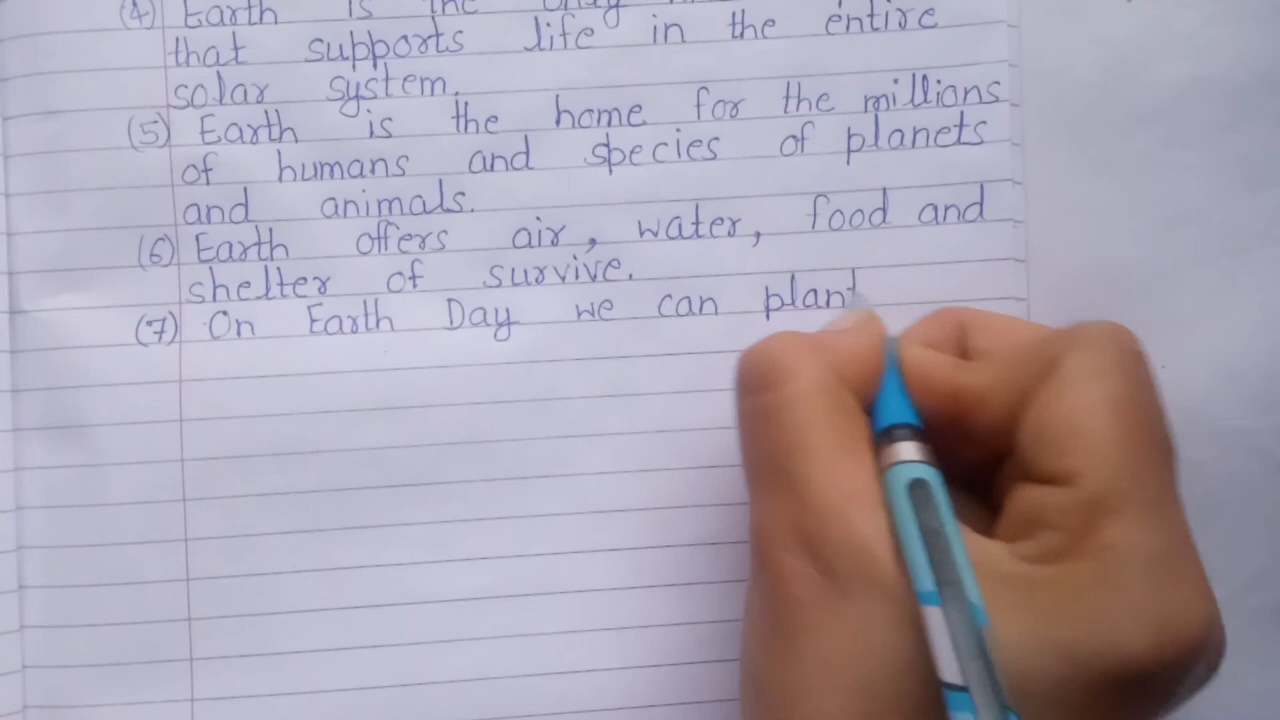 (4) Earth is the only
that supports life in the entire
solar system.
(5) Earth is the home for the millions
of humans and species of planets
and animals.
(6) Earth offers air, water, food and
shelter of survive.
(7) On Earth Day we can plant